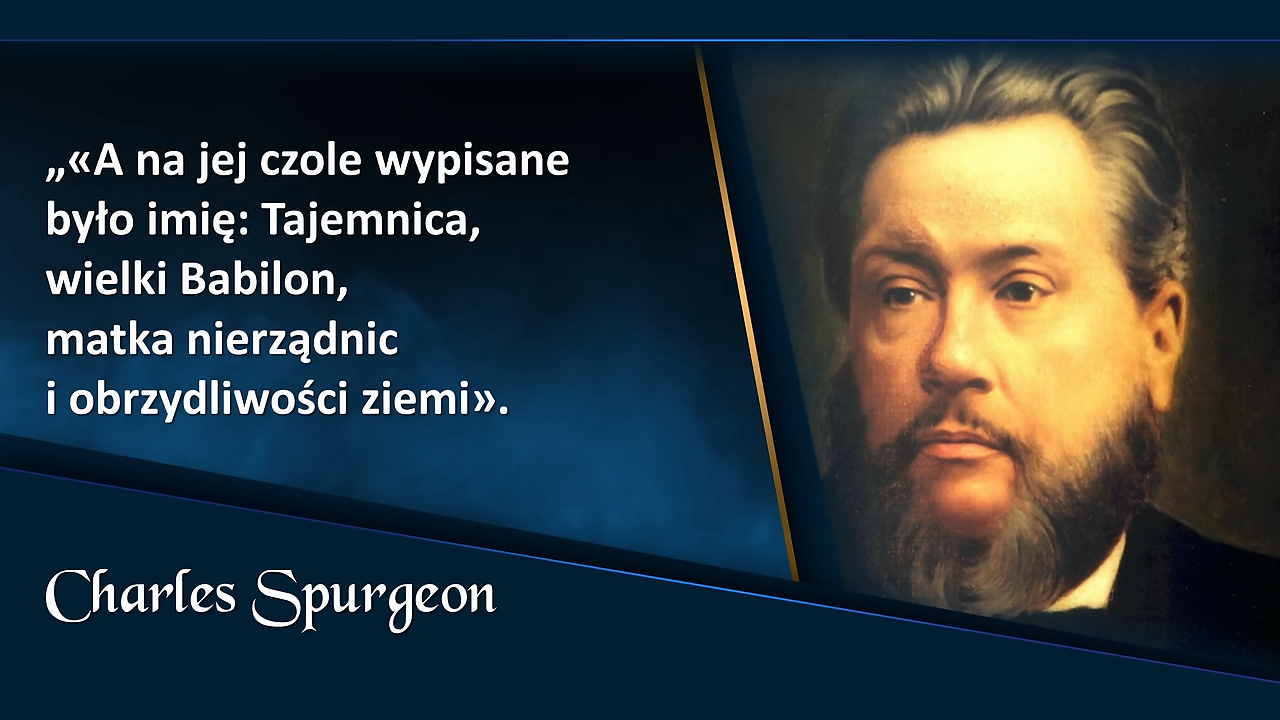 „«A na jej czole wypisane
było imię: Tajemnica,
wielki Babilon,
matka nierządnic
i obrzydliwości ziemi».
Charles Spurgeon